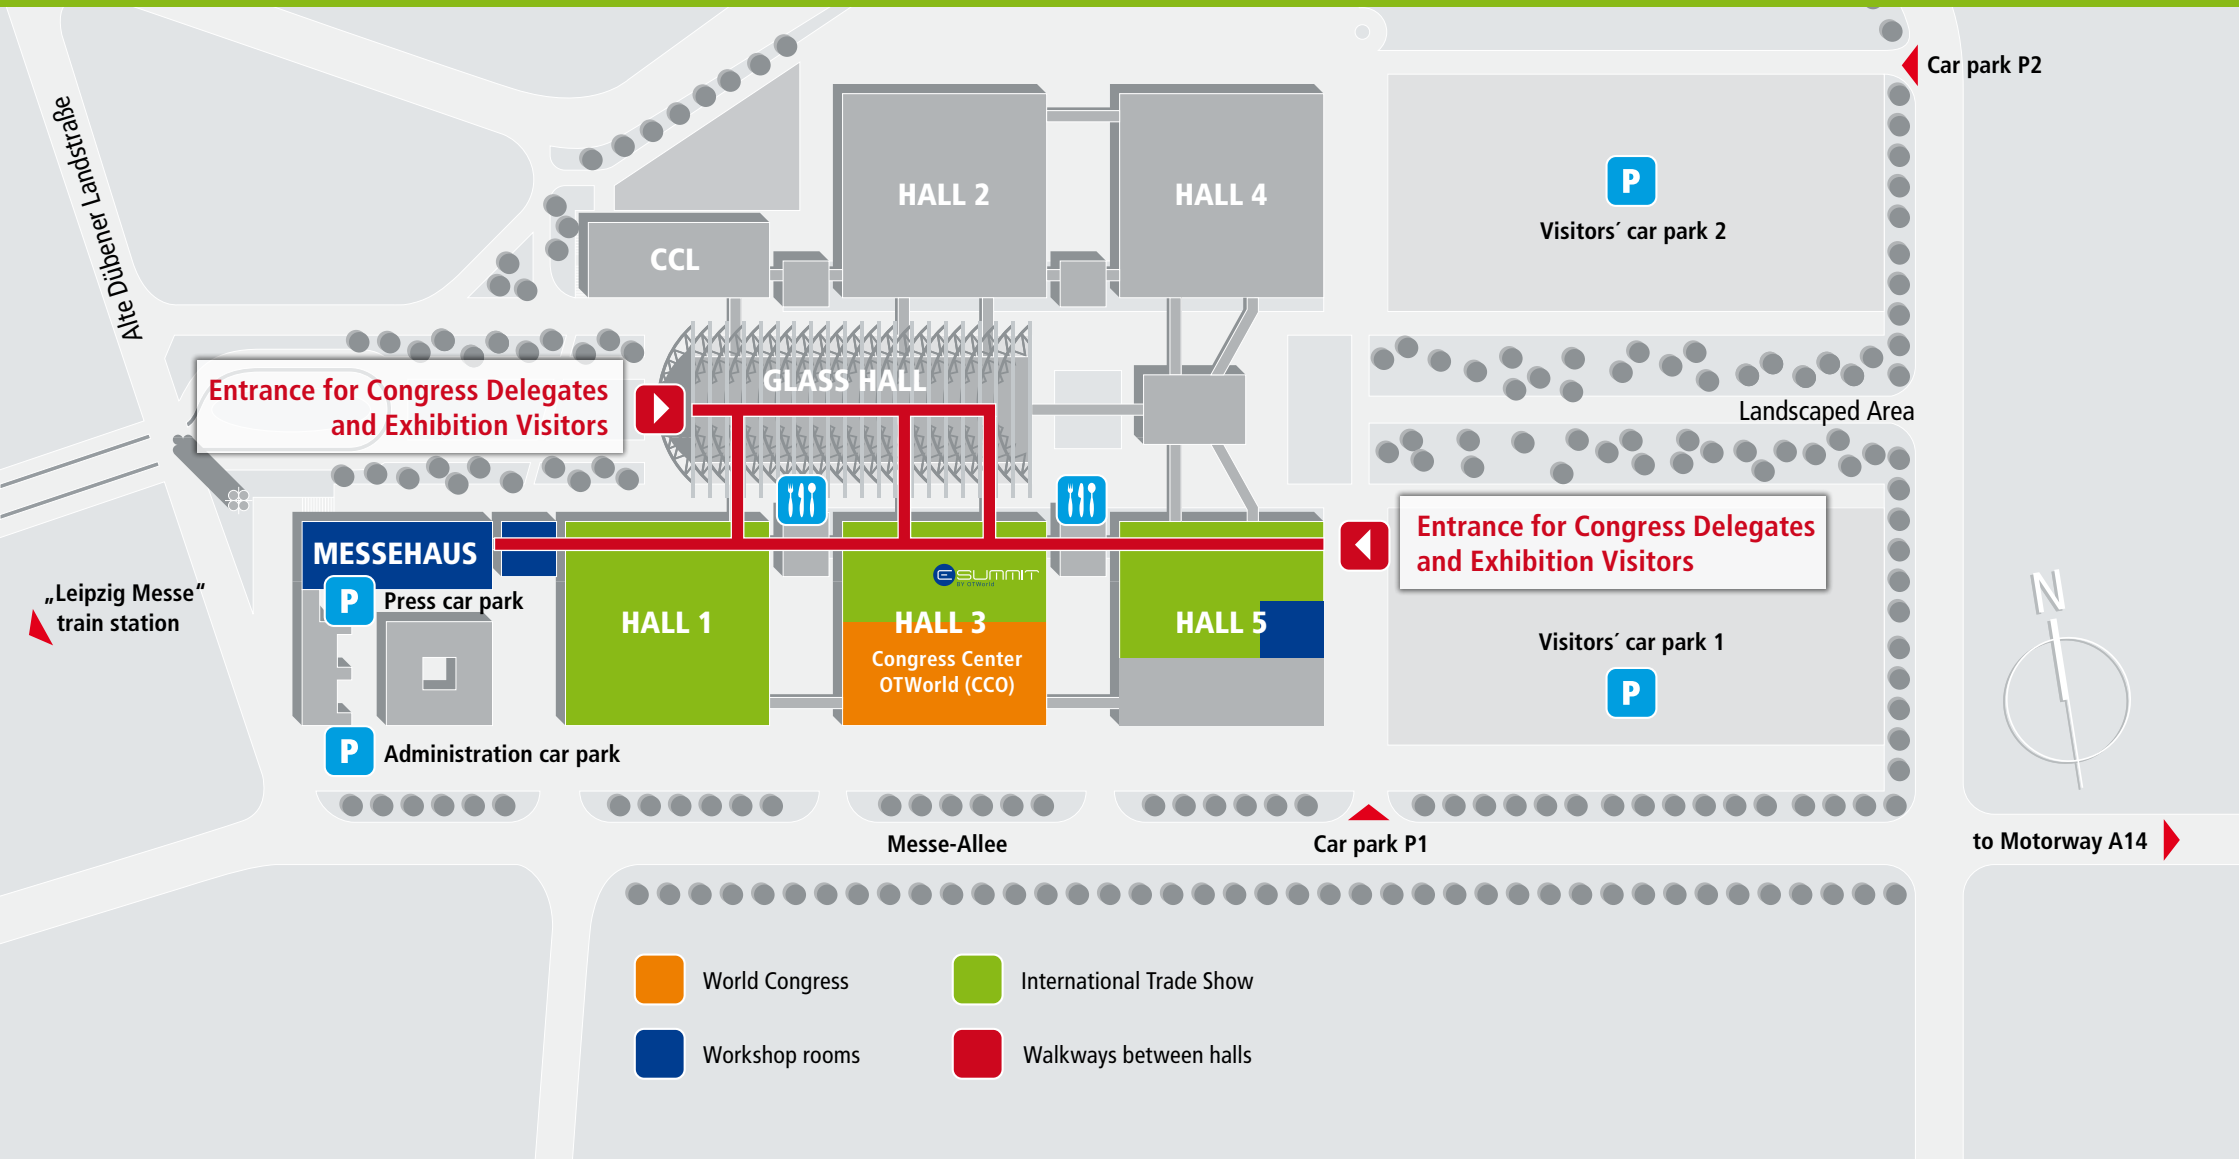 Car park P2
Alte Dübener Landstraße
HALL 2
HALL 4
P
Visitors´ car park 2
CCL
GLASS HALL
Entrance for Congress Delegates
and Exhibition Visitors
Landscaped Area
Entrance for Congress Delegates
and Exhibition Visitors
MESSEHAUS
P
Press car park
„Leipzig Messe“
train station
ESUMMIT
BY OTWorld
HALL 1
HALL 3
Congress Center
OTWorld (CCO)
HALL 5
Visitors´ car park 1
P
N
P
Administration car park
Messe-Allee
Car park P1
to Motorway A14
World Congress
International Trade Show
Workshop rooms
Walkways between halls